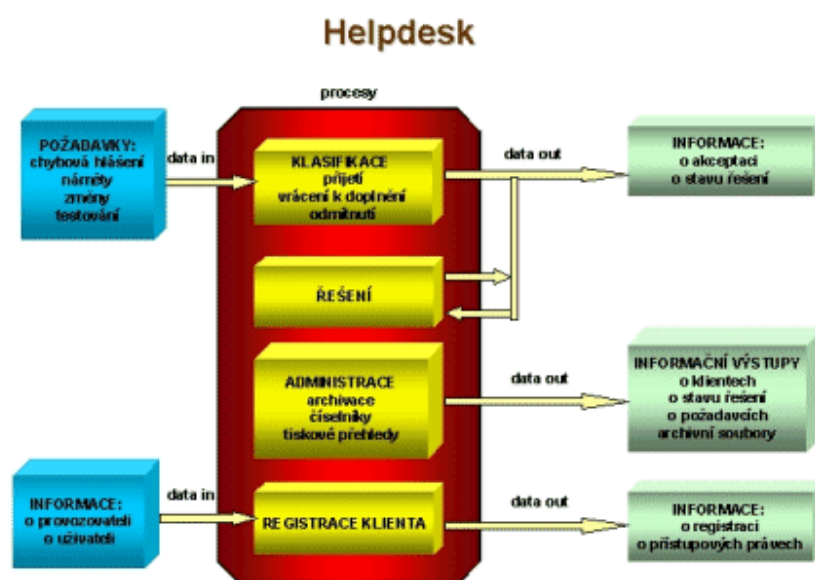 Helpdesk
procesy
POŽADAVKY:
chybová hlášení
náměty
změny
testování
data in
KLASIFIKACE
přijetí
vrácení k doplnění
odmítnutí
data out
INFORMACE:
o akceptaci
o stavu řešení
ŘEŠENÍ
ADMINISTRACE
archivace
číselníky
tiskové přehledy
data out
INFORMAČNÍ VÝSTUPY
o klientech
o stavu řešení
o požadavcích
archivní soubory
INFORMACE:
o provozovateli
o uživateli
data in
REGISTRACE KLIENTA
data out
INFORMACE:
o registraci
o přístupových právech